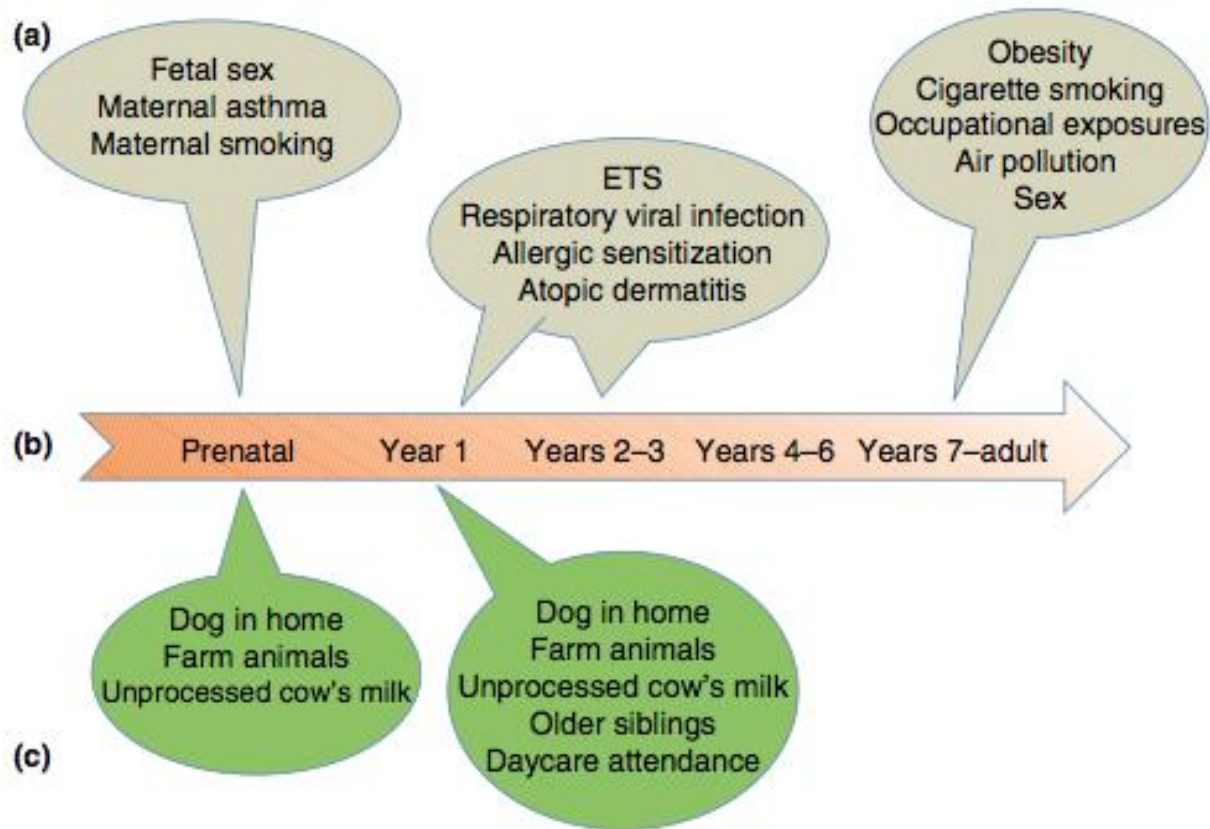 (a)
Fetal sex
Maternal asthma
Maternal smoking
ETS
Respiratory viral infection
Allergic sensitization
Atopic dermatitis
Obesity
Cigarette smoking
Occupational exposures
Air pollution
Sex
(b)
Prenatal
Year 1
Years 2–3
Years 4–6
Years 7–adult
Dog in home
Farm animals
Unprocessed cow's milk
Dog in home
Farm animals
Unprocessed cow's milk
Older siblings
Daycare attendance
(c)